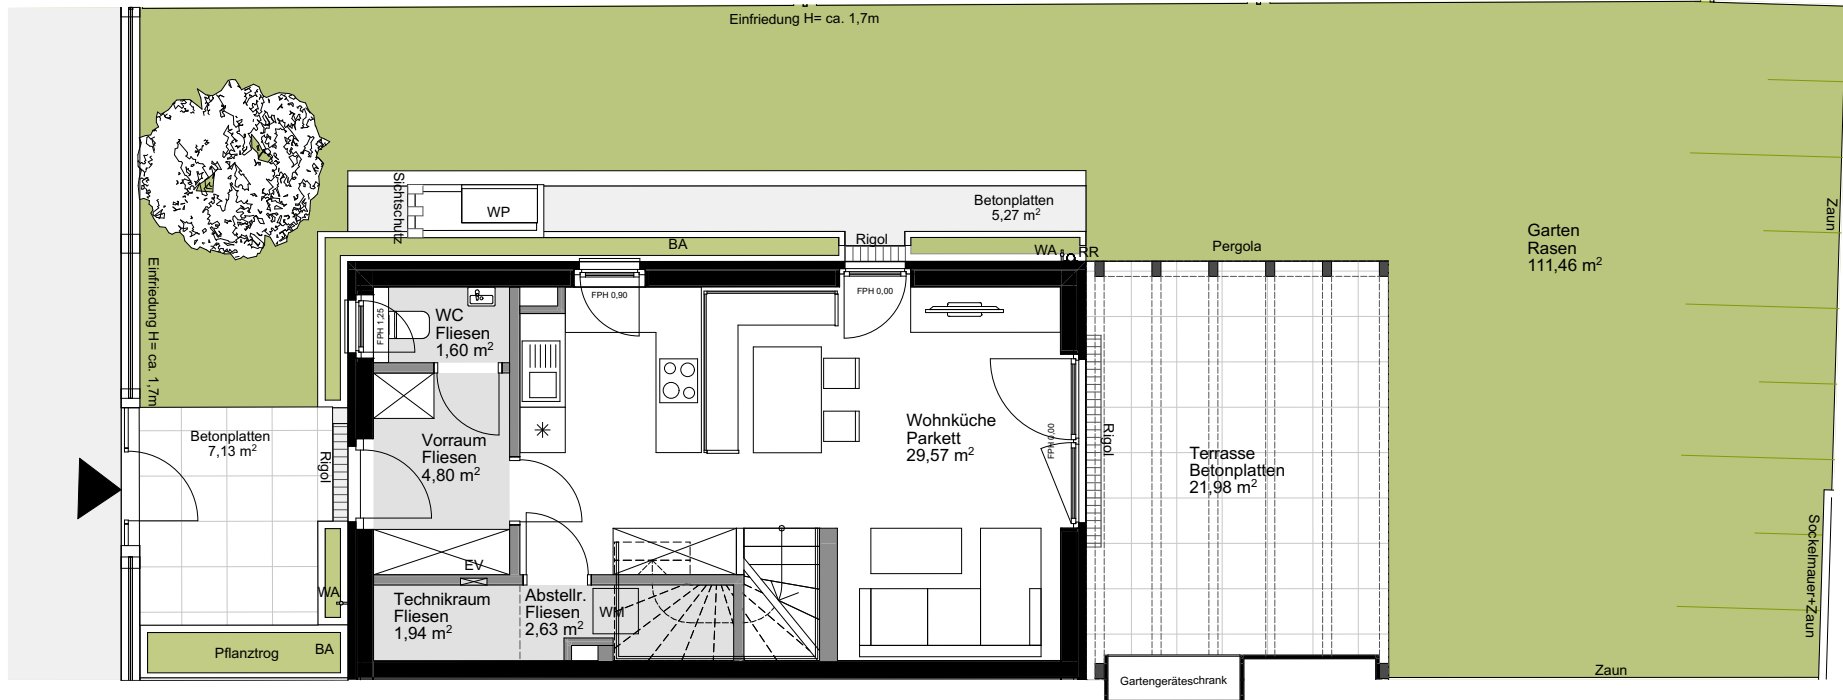 Einfriedung H= ca. 1,7m
Sichtschutz
WP
Betonplatten
5,27 m²
Zaun
Garten
Rasen
111,46 m²
BA
Rigol
WA
RR
Pergola
Einfriedung H= ca. 1,7m
FPH 0,90
FPH 0,00
FPH 1,25
WC
Fliesen
1,60 m²
Betonplatten
7,13 m²
Rigol
Vorraum
Fliesen
4,80 m²
Wohnküche
Parkett
29,57 m²
FPH 0,00
Rigol
Terrasse
Betonplatten
21,98 m²
Sockelmauer+Zaun
EV
WA
Technikraum
Fliesen
1,94 m²
Abstellr.
Fliesen
2,63 m²
WM
Pflanztrog
BA
Gartengeräteschrank
Zaun